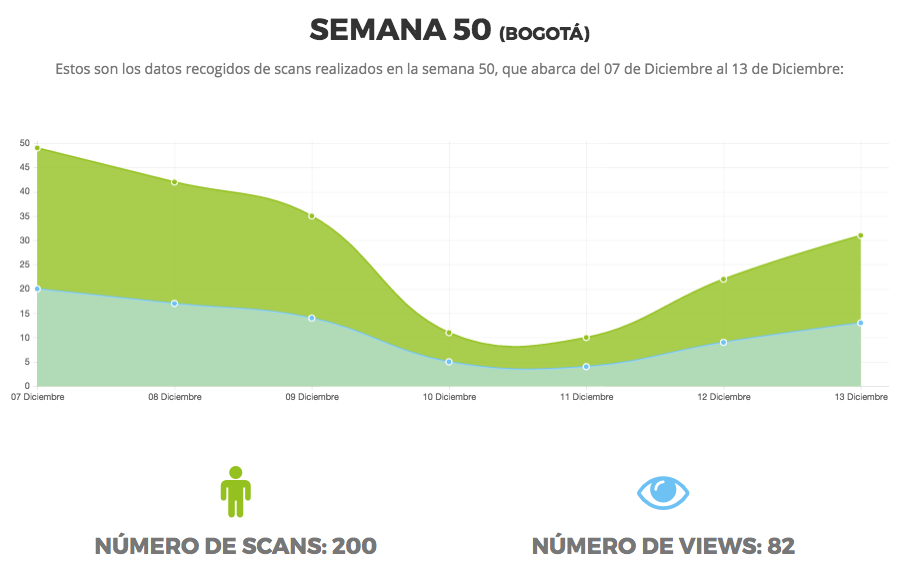 SEMANA 50 (BOGOTÁ)
Estos son los datos recogidos de scans realizados en la semana 50, que abarca del 07 de Diciembre al 13 de Diciembre:
50
45
40
35
30
25
20
15
10
5
0
07 Diciembre 08 Diciembre 09 Diciembre 10 Diciembre 11 Diciembre 12 Diciembre 13 Diciembre
NÚMERO DE SCANS: 200 NÚMERO DE VIEWS: 82